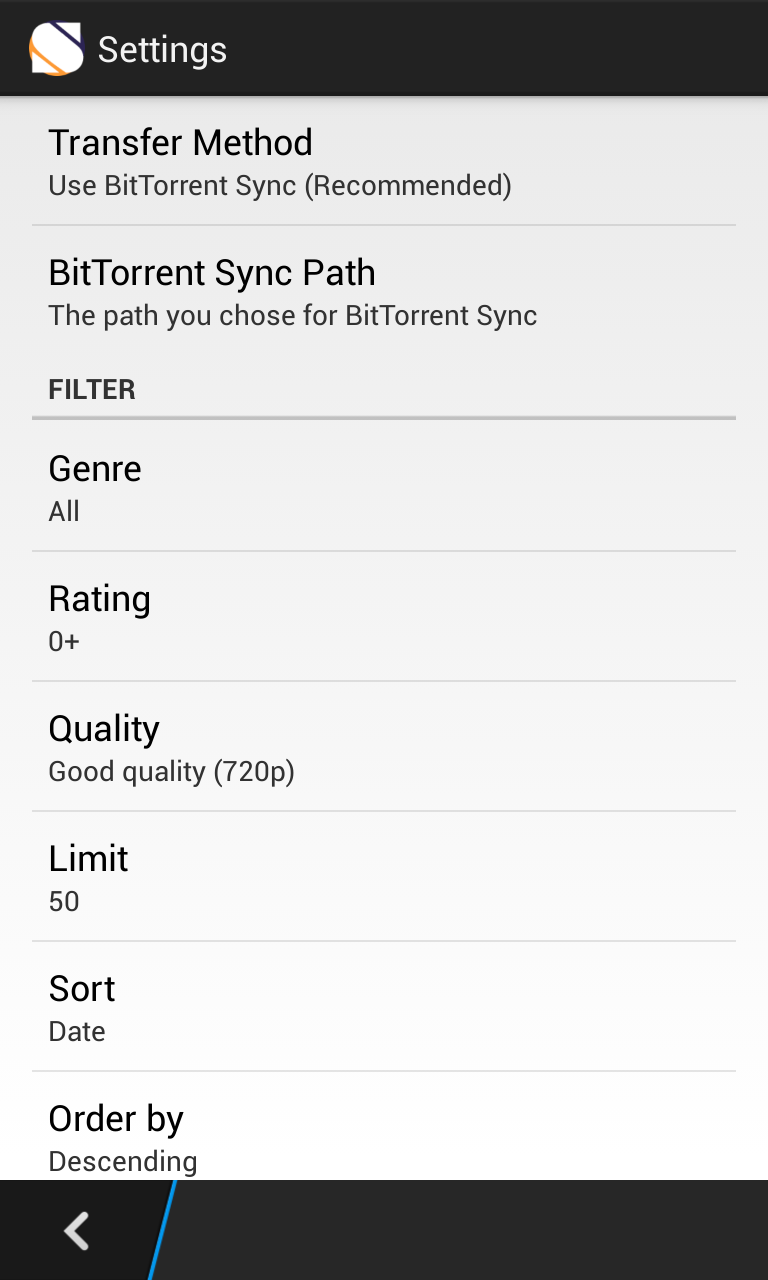 Settings
Transfer Method
Use BitTorrent Sync (Recommended)
BitTorrent Sync Path
The path you chose for BitTorrent Sync
FILTER
Genre
All
Rating
0+
Quality
Good quality (720p)
Limit
50
Sort
Date
Order by
Descending